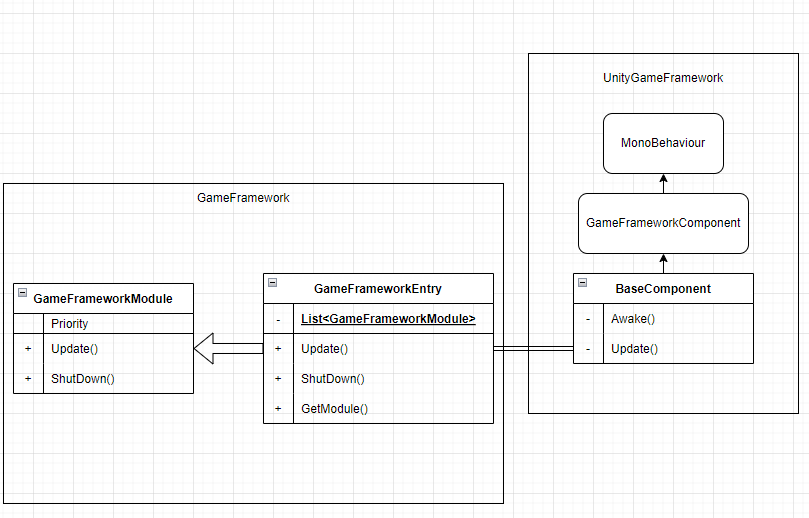 UnityGameFramework
MonoBehaviour
GameFrameworkComponent
BaseComponent
- Awake()
- Update()
GameFramework
GameFrameworkModule
Priority
+ Update()
+ ShutDown()
GameFrameworkEntry
- List<GameFrameworkModule>
+ Update()
+ ShutDown()
+ GetModule()